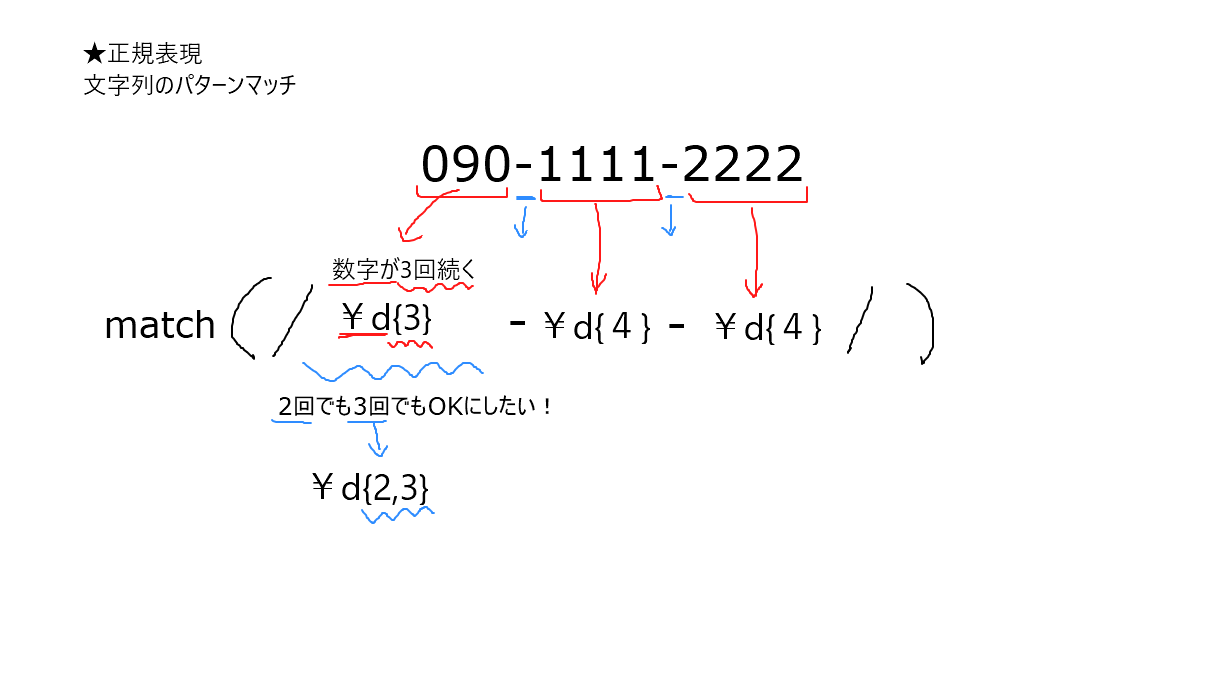 ★正規表現
文字列のパターンマッチ
090-1111-2222
数字が3回続く
match(/ ￥d{3} - ￥d{４} - ￥d{４} /)
2回でも3回でもOKにしたい！
￥d{2,3}